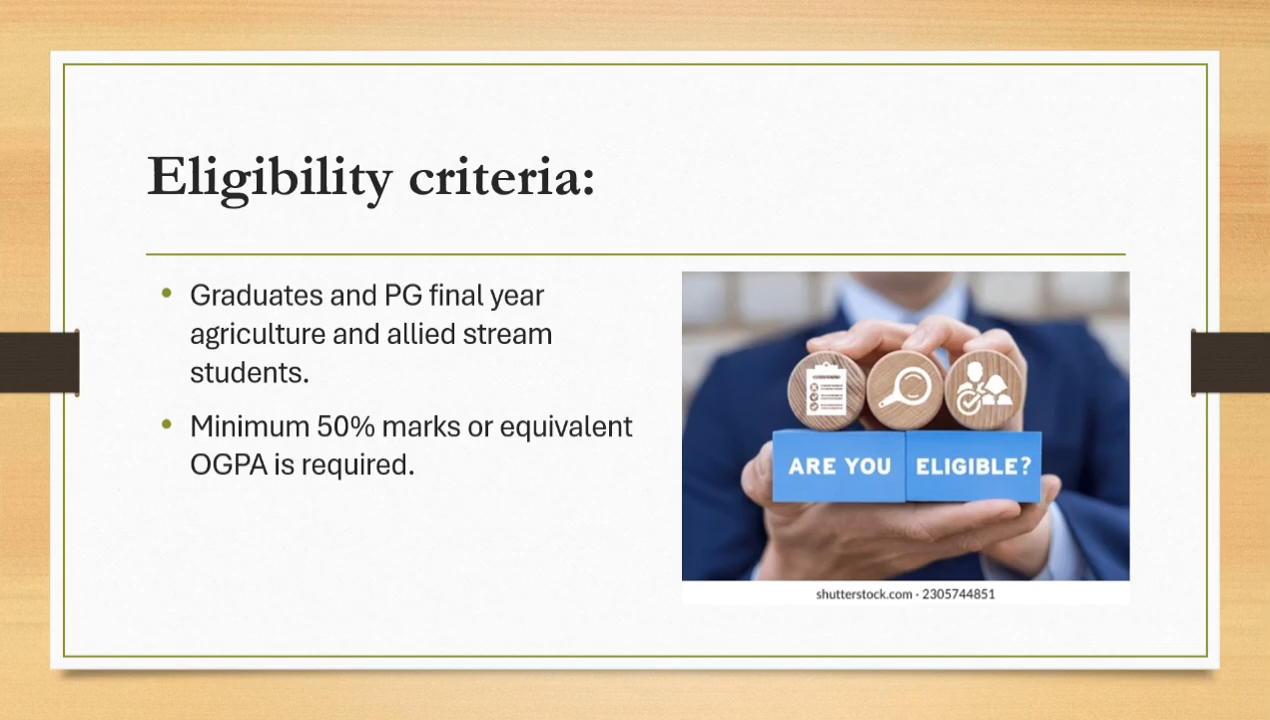 Eligibility criteria:
Graduates and PG final year
agriculture and allied stream
students.
Minimum 50% marks or equivalent
OGPA is required.
ARE YOU ELIGIBLE?
shutterstock.com · 2305744851